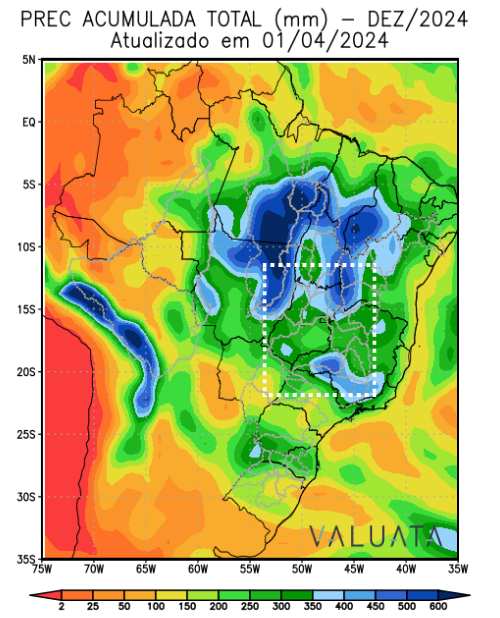 PREC ACUMULADA TOTAL (mm) – DEZ/2024
Atualizado em 01/04/2024
5N
EQ
5S
10S
15S
20S
25S
30S
35S
VALUATA
75W 70W 65W 60W 55W 50W 45W 40W 35W
2 25 50 100 150 200 250 300 350 400 450 500 600